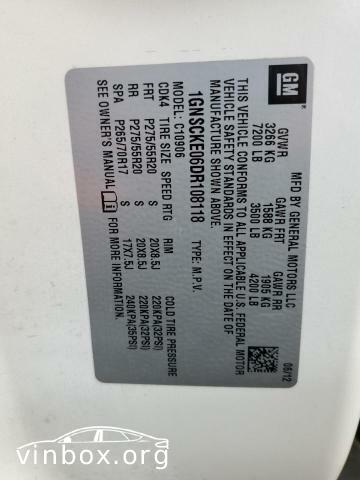 GM
MFD BY GENERAL MOTORS LLC
06/12
GVWR GAWR FRT GAWR RR
3266 KG 1588 KG 1905 KG
7200 LB 3500 LB 4200 LB
THIS VEHICLE CONFORMS TO ALL APPLICABLE U.S. FEDERAL MOTOR
VEHICLE SAFETY STANDARDS IN EFFECT ON THE DATE OF
MANUFACTURE SHOWN ABOVE.
1GNSCKE06DR108118 TYPE: M.P.V.
MODEL: C10906
CDK4 TIRE SIZE SPEED RTG RIM COLD TIRE PRESSURE
FRT P275/55R20 S 20X8.5J 220KPA(32PSI)
RR P275/55R20 S 20X8.5J 220KPA(32PSI)
SPA P265/70R17 S 17X7.5J 240KPA(35PSI)
SEE OWNER'S MANUAL
vinbox.org